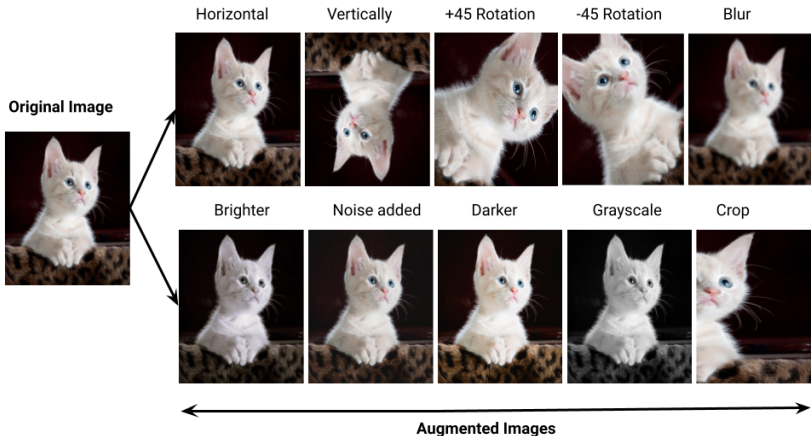 Horizontal
Vertically
+45 Rotation
-45 Rotation
Blur
Original Image
Brighter
Noise added
Darker
Grayscale
Crop
Augmented Images